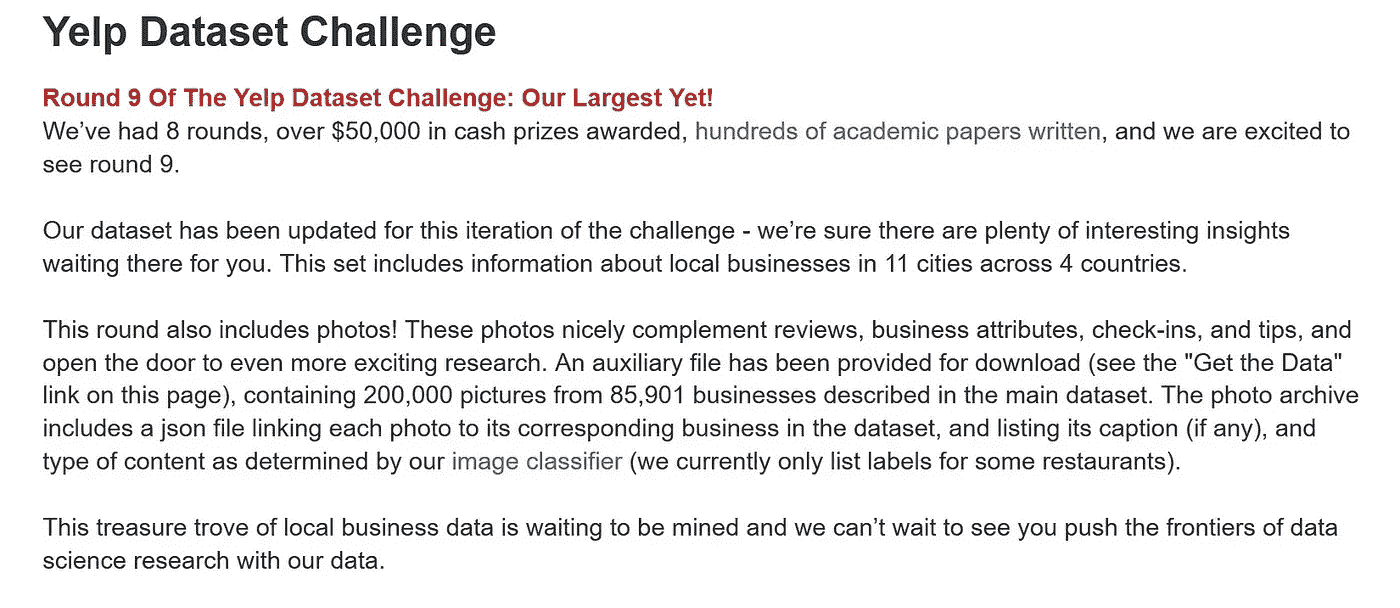 Yelp Dataset Challenge
Round 9 Of The Yelp Dataset Challenge: Our Largest Yet!
We’ve had 8 rounds, over $50,000 in cash prizes awarded, hundreds of academic papers written, and we are excited to
see round 9.
Our dataset has been updated for this iteration of the challenge - we’re sure there are plenty of interesting insights
waiting there for you. This set includes information about local businesses in 11 cities across 4 countries.
This round also includes photos! These photos nicely complement reviews, business attributes, check-ins, and tips, and
open the door to even more exciting research. An auxiliary file has been provided for download (see the "Get the Data"
link on this page), containing 200,000 pictures from 85,901 businesses described in the main dataset. The photo archive
includes a json file linking each photo to its corresponding business in the dataset, and listing its caption (if any), and
type of content as determined by our image classifier (we currently only list labels for some restaurants).
This treasure trove of local business data is waiting to be mined and we can’t wait to see you push the frontiers of data
science research with our data.